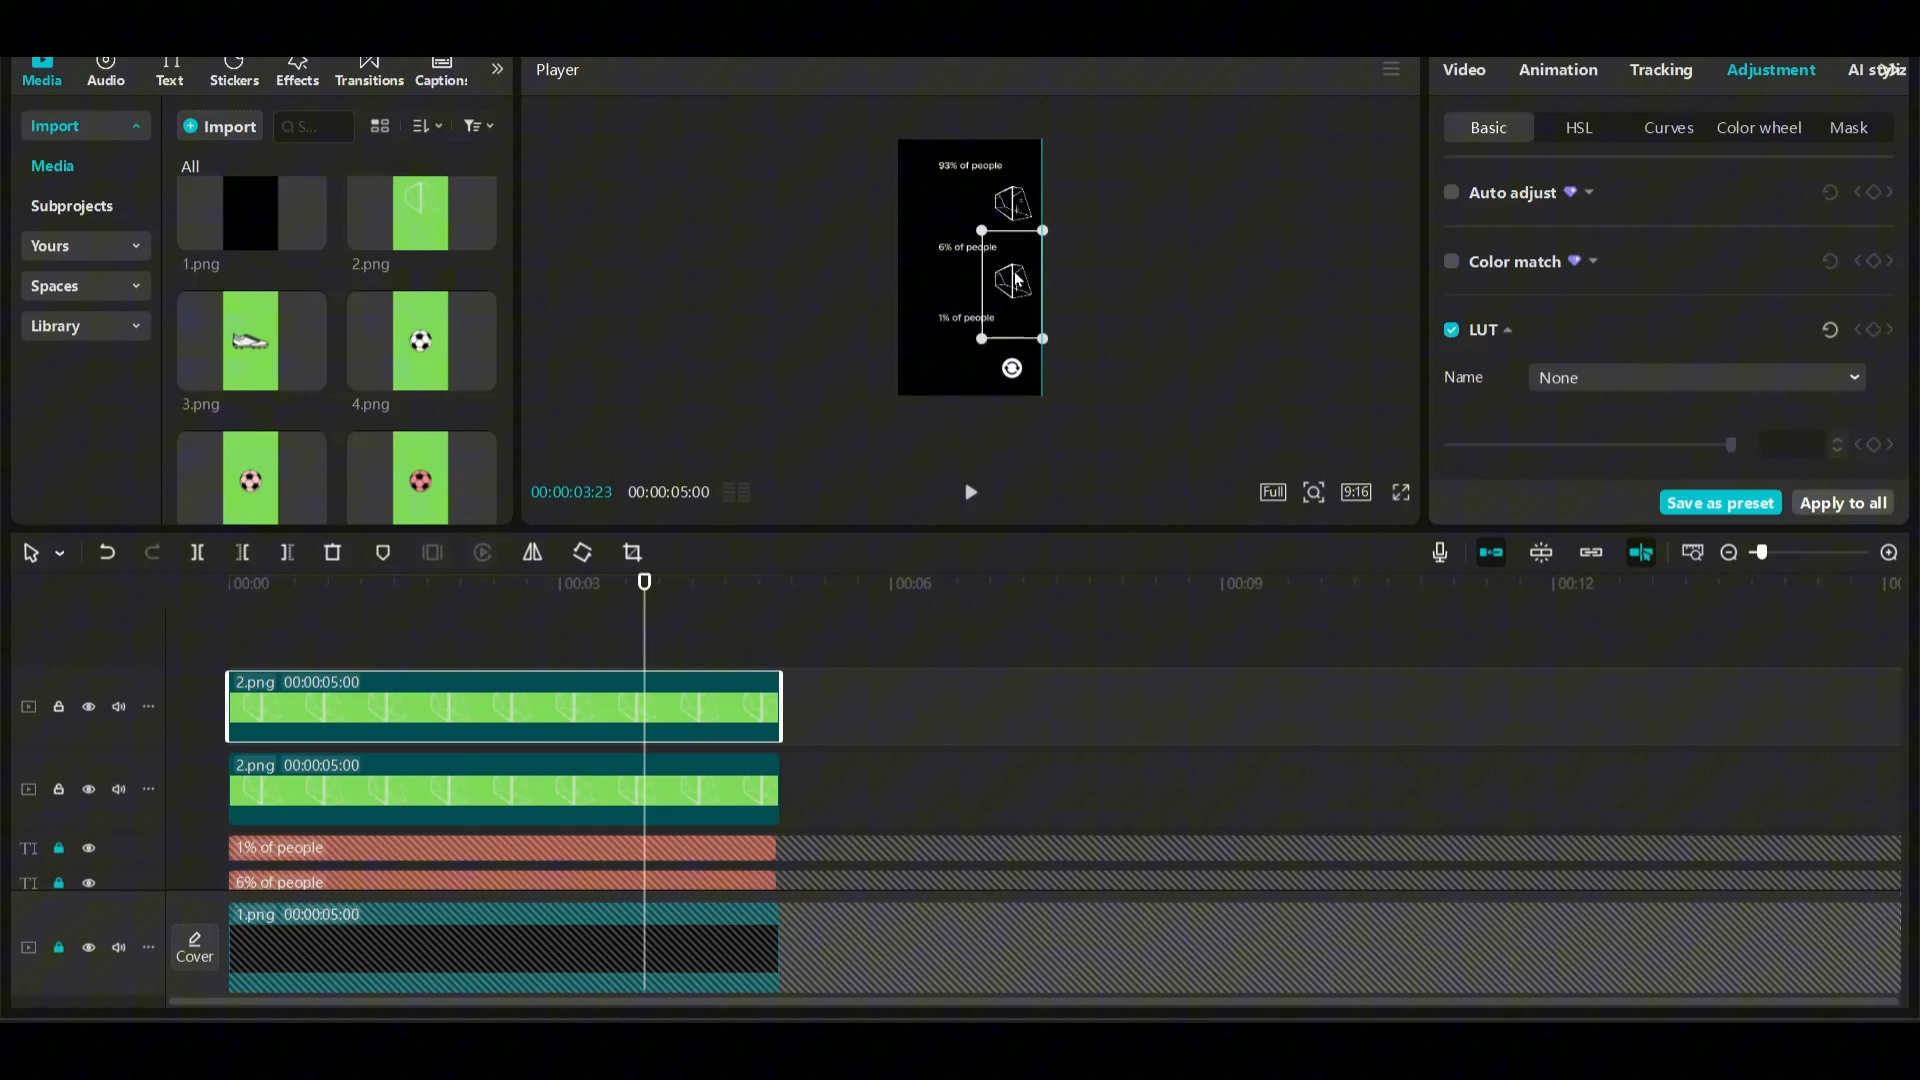 Media
Audio
Text
Stickers
Effects
Transitions
Captions
Import
Media
Subprojects
Yours
Spaces
Library
Import
S...
All
1.png
2.png
3.png
4.png
Player
93% of people
6% of people
1% of people
00:00:03:23
00:00:05:00
Full
9:16
Video
Animation
Tracking
Adjustment
Basic
HSL
Curves
Color wheel
Mask
Auto adjust
Color match
LUT
Name
None
Save as preset
Apply to all
00:00
00:03
00:06
00:09
00:12
2.png 00:00:05:00
2.png 00:00:05:00
TI
1% of people
TI
6% of people
Cover
1.png 00:00:05:00